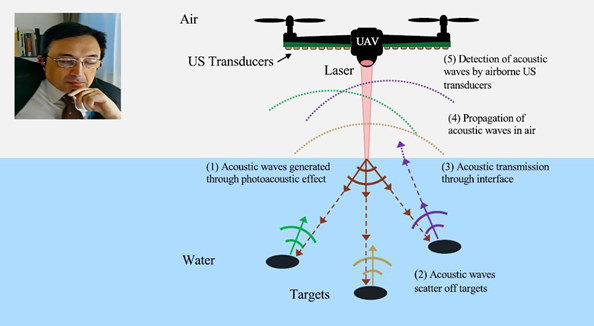 Air
UAV
US Transducers
Laser
(5) Detection of acoustic
waves by airborne US
transducers
(4) Propagation of
acoustic waves in air
(1) Acoustic waves generated
through photoacoustic effect
(3) Acoustic transmission
through interface
Water
(2) Acoustic waves
scatter off targets
Targets